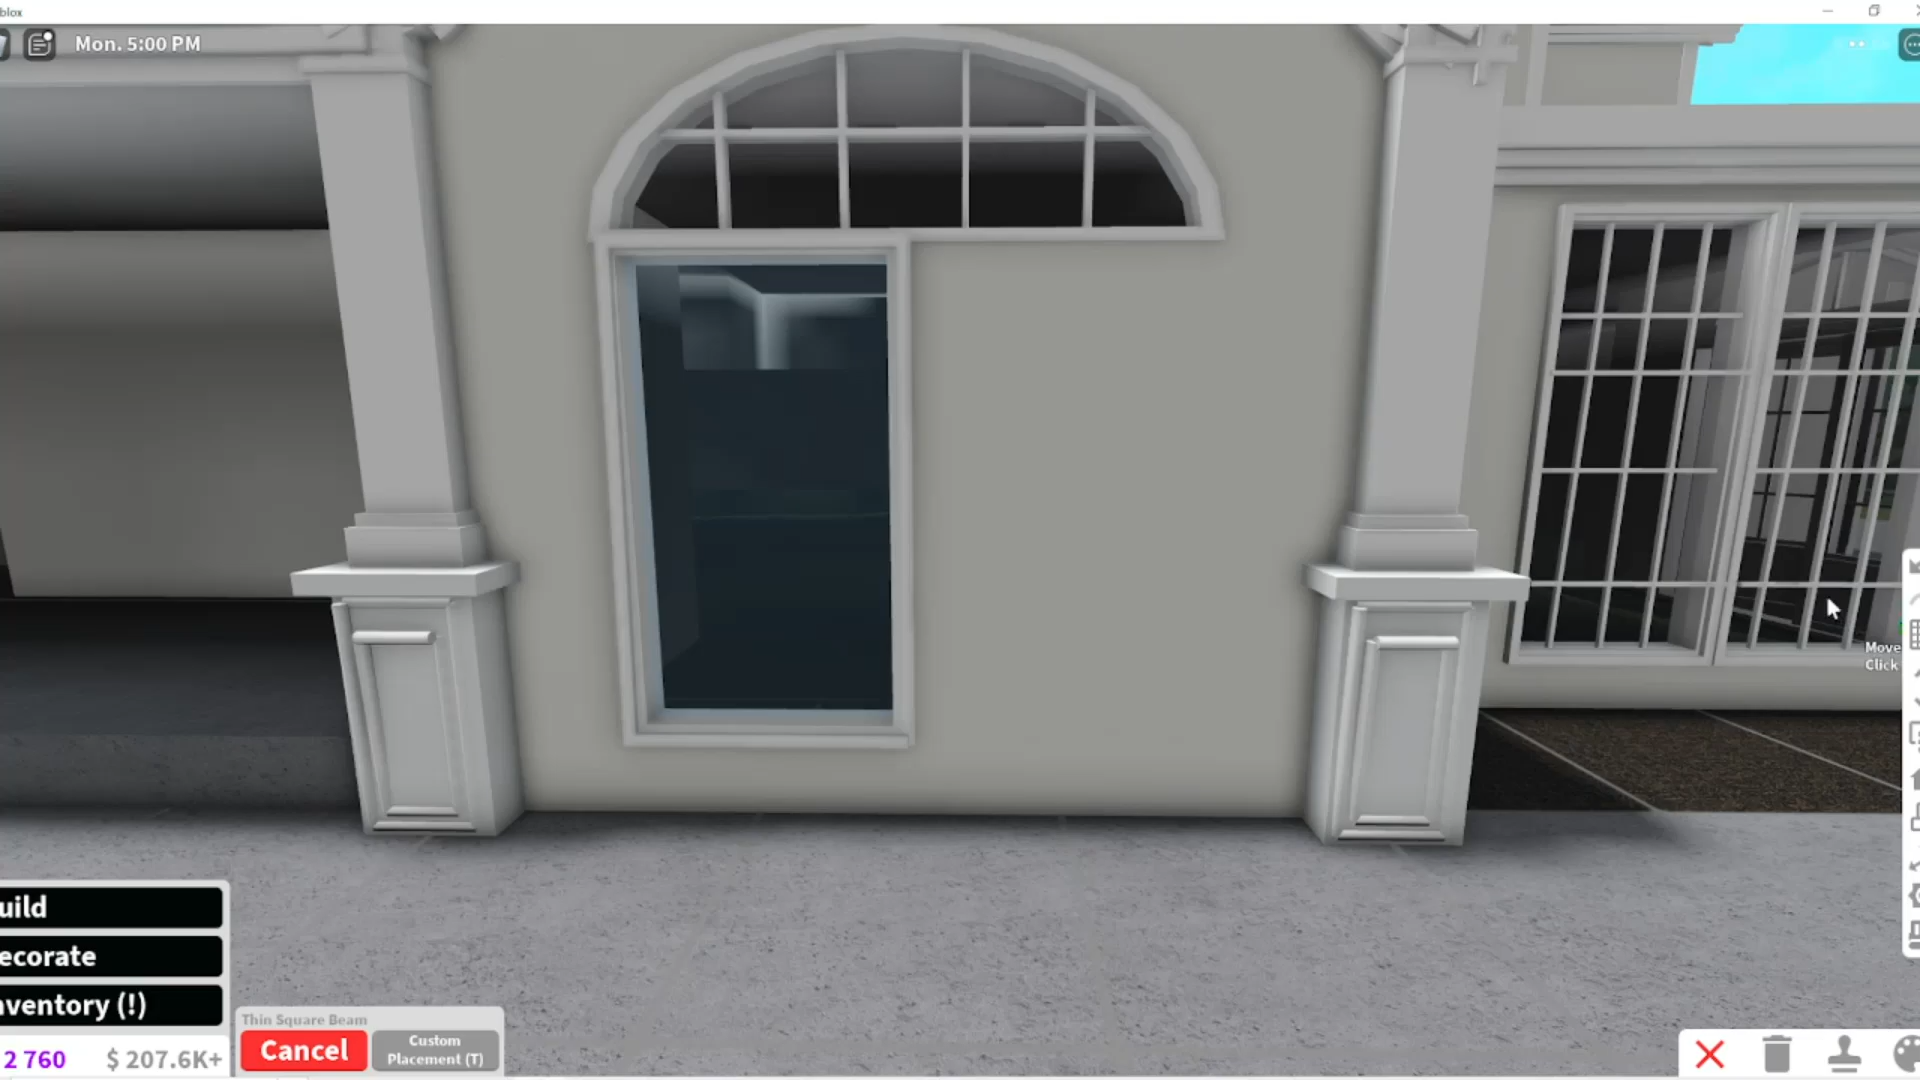 blox
Mon. 5:00 PM
Move
Click
uild
ecorate
nventory (!)
Thin Square Beam
Cancel
Custom
Placement (T)
2 760
$ 207.6K+